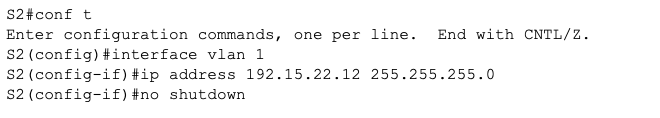 S2#conf t
Enter configuration commands, one per line.  End with CNTL/Z.
S2(config)#interface vlan 1
S2(config-if)#ip address 192.15.22.12 255.255.255.0
S2(config-if)#no shutdown